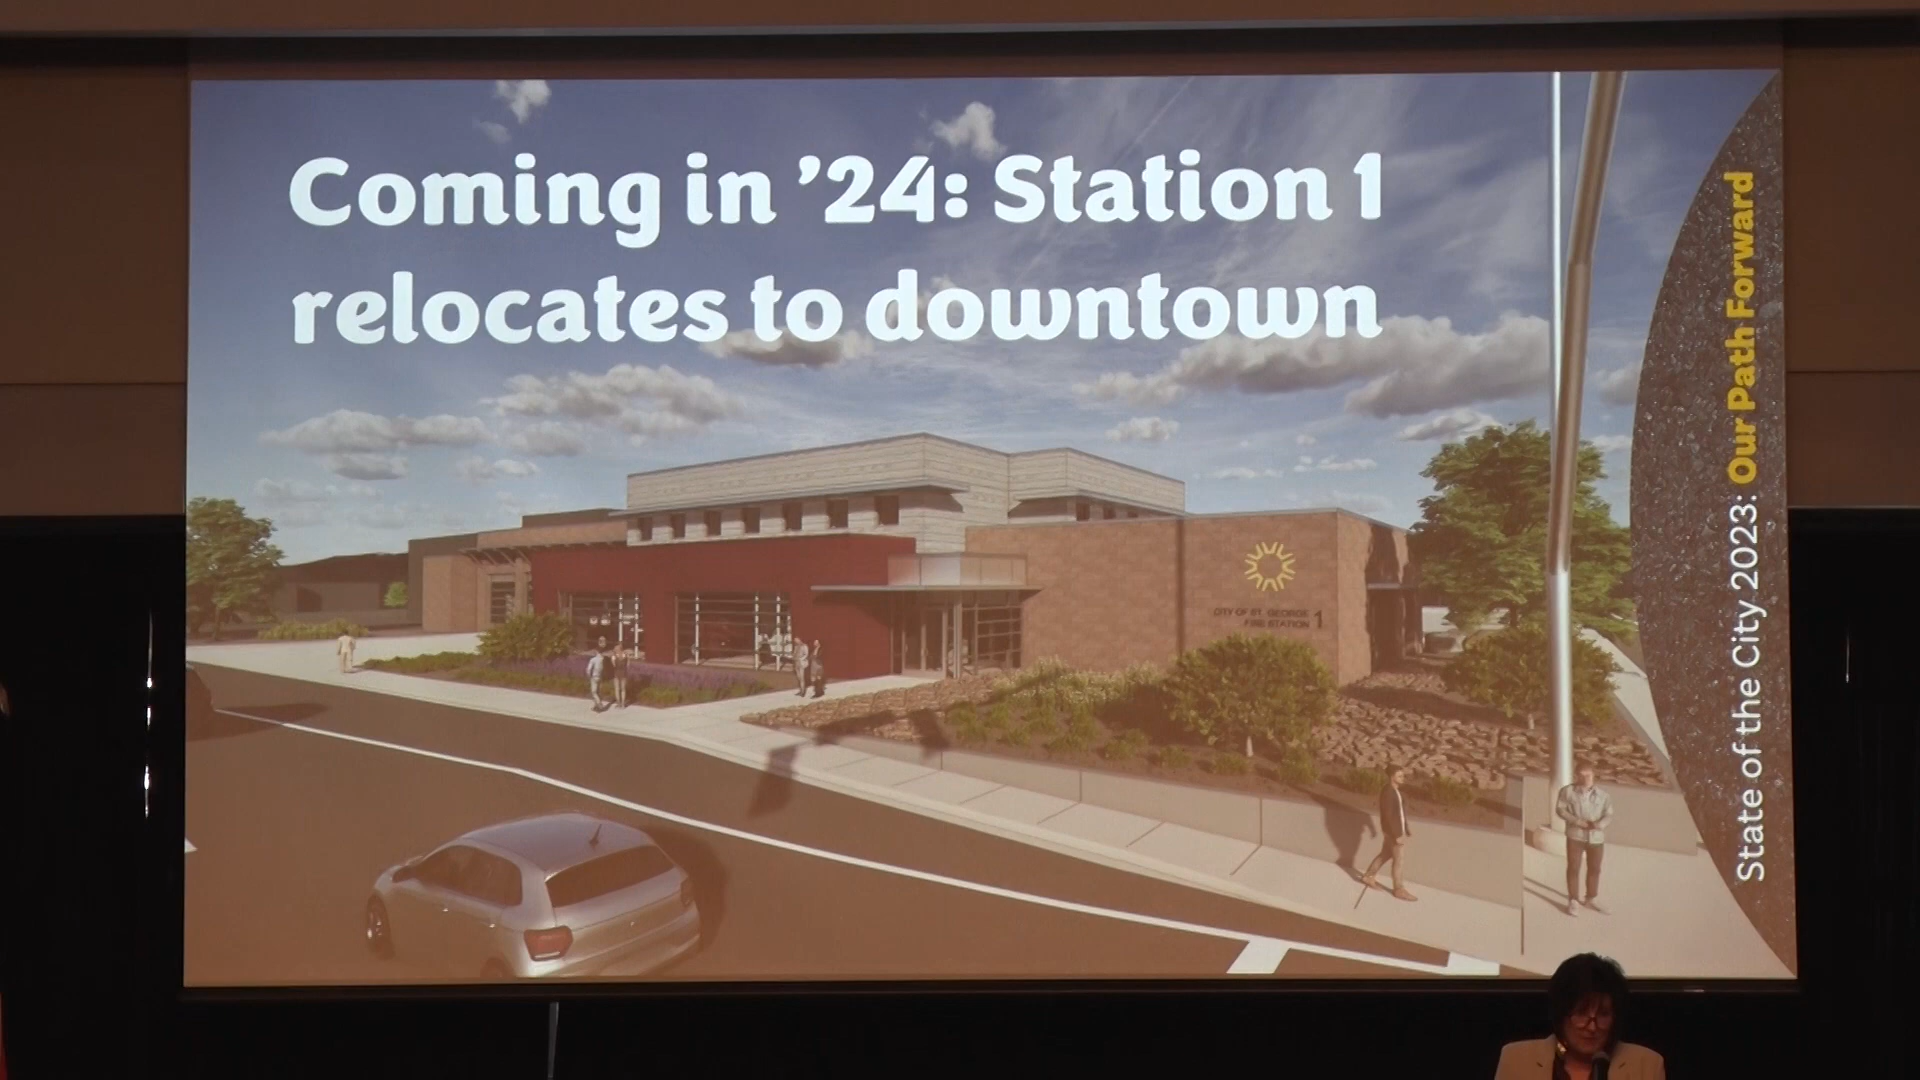 Coming in ’24: Station 1
relocates to downtown
CITY OF ST. GEORGE
FIRE STATION 1
State of the City 2023: Our Path Forward